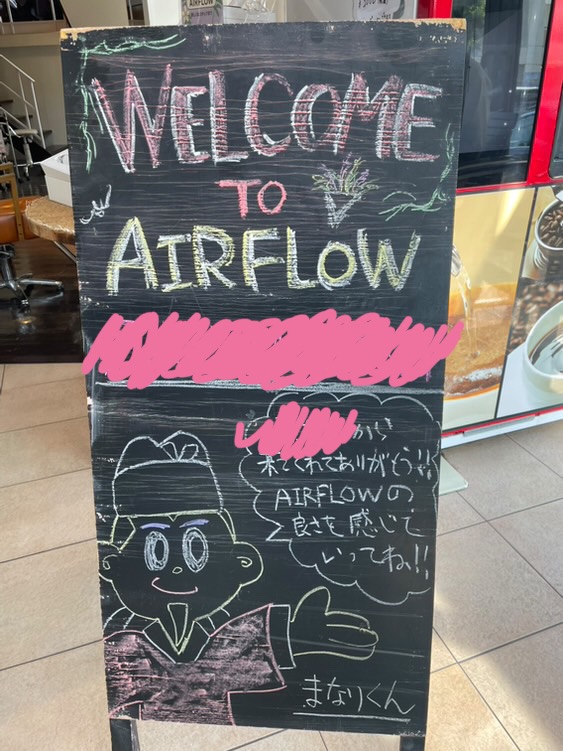 WELCOME
TO
AIRFLOW
から
来てくれてありがとう!!
AIRFLOWの
良さを感じて
いってね!!
まなりくん